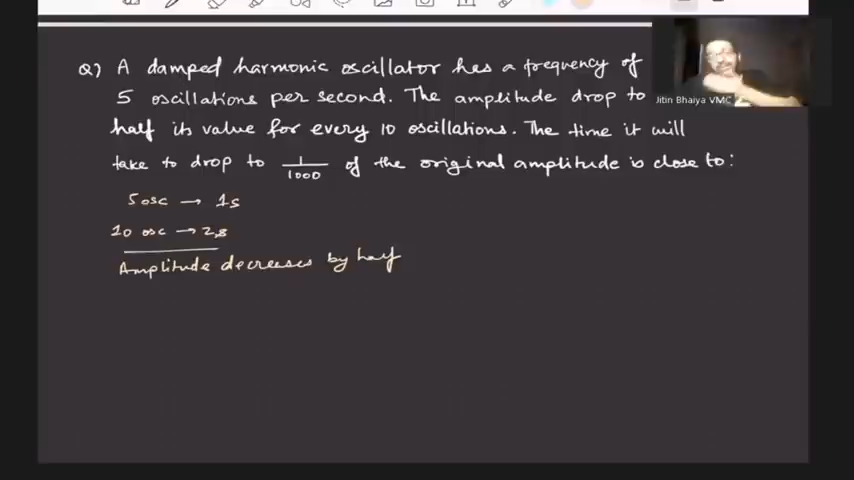 Q) A damped harmonic oscillator has a frequency of
5 oscillations per second. The amplitude drop to
half its value for every 10 oscillations. The time it will
take to drop to 1/1000 of the original amplitude is close to:
5 osc → 1s
10 osc → 2s
Amplitude decreases by half
Jitin Bhaiya VMC